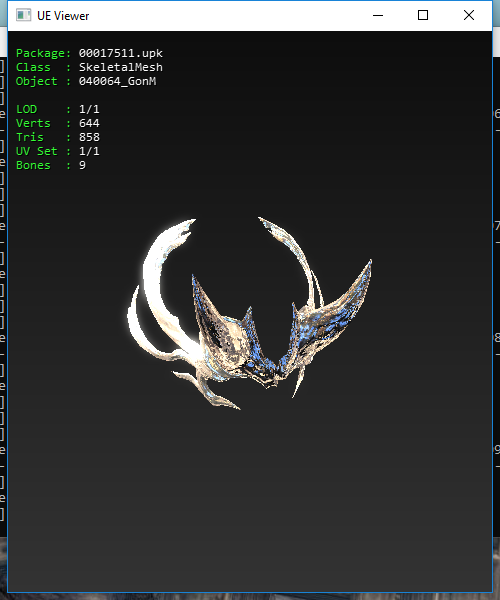 UE Viewer
Package: 00017511.upk
Class : SkeletalMesh
Object : 040064_GonM
LOD : 1/1
Verts : 644
Tris : 858
UV Set : 1/1
Bones : 9